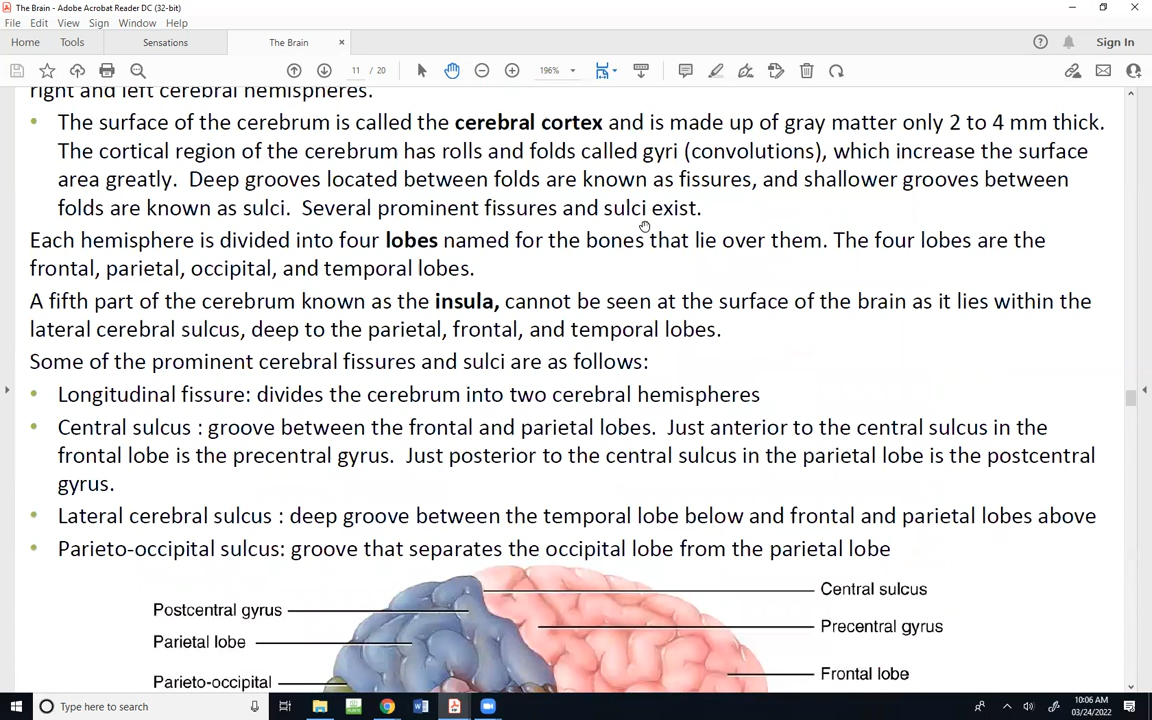 The Brain - Adobe Acrobat Reader DC (32-bit)
File Edit View Sign Window Help
Home Tools Sensations The Brain × Sign In
11 / 20 196%
right and left cerebral hemispheres.
• The surface of the cerebrum is called the cerebral cortex and is made up of gray matter only 2 to 4 mm thick.
The cortical region of the cerebrum has rolls and folds called gyri (convolutions), which increase the surface
area greatly. Deep grooves located between folds are known as fissures, and shallower grooves between
folds are known as sulci. Several prominent fissures and sulci exist.
Each hemisphere is divided into four lobes named for the bones that lie over them. The four lobes are the
frontal, parietal, occipital, and temporal lobes.
A fifth part of the cerebrum known as the insula, cannot be seen at the surface of the brain as it lies within the
lateral cerebral sulcus, deep to the parietal, frontal, and temporal lobes.
Some of the prominent cerebral fissures and sulci are as follows:
• Longitudinal fissure: divides the cerebrum into two cerebral hemispheres
• Central sulcus : groove between the frontal and parietal lobes. Just anterior to the central sulcus in the
frontal lobe is the precentral gyrus. Just posterior to the central sulcus in the parietal lobe is the postcentral
gyrus.
• Lateral cerebral sulcus : deep groove between the temporal lobe below and frontal and parietal lobes above
• Parieto-occipital sulcus: groove that separates the occipital lobe from the parietal lobe
Central sulcus
Postcentral gyrus
Precentral gyrus
Parietal lobe
Frontal lobe
Parieto-occipital
Type here to search
10:06 AM
03/24/2022